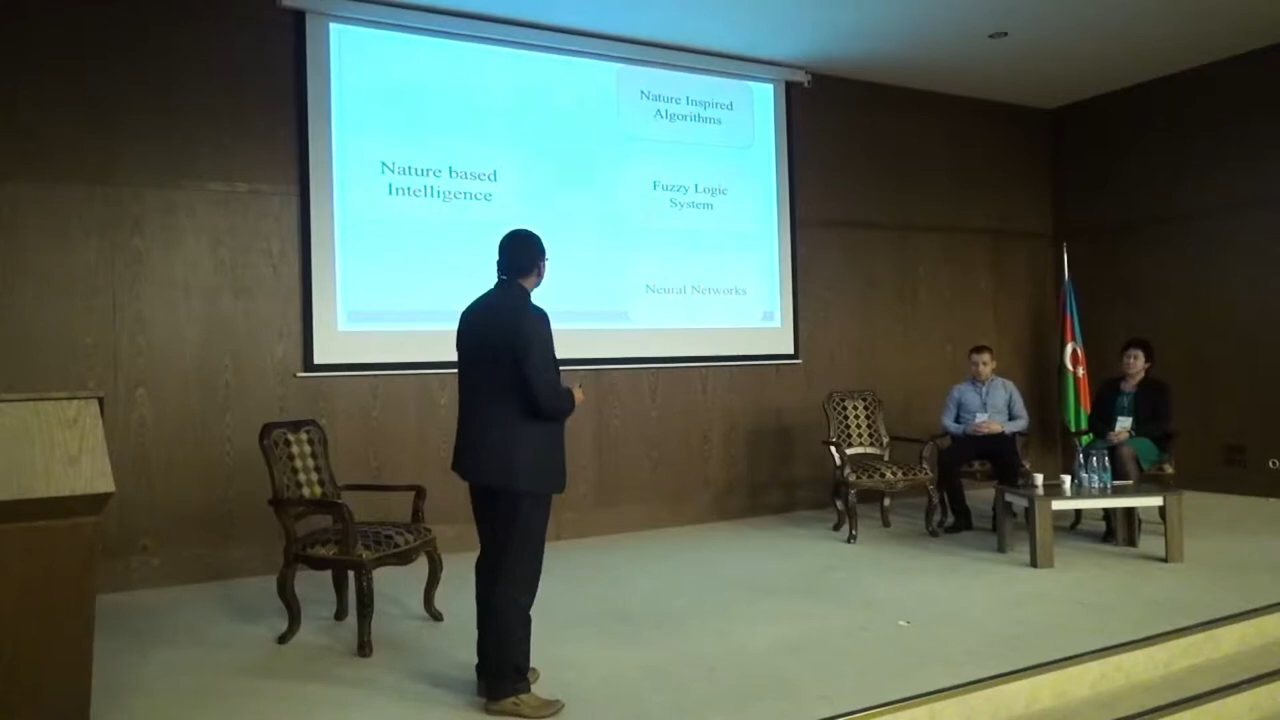 Nature based
Intelligence
Nature Inspired
Algorithms
Fuzzy Logic
System
Neural Networks